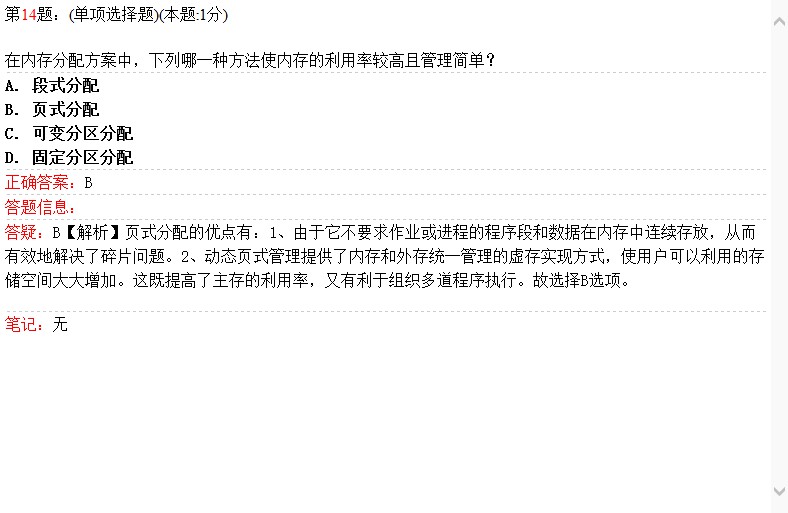 第14题：(单项选择题)(本题:1分)
在内存分配方案中，下列哪一种方法使内存的利用率较高且管理简单?
A. 段式分配
B. 页式分配
C. 可变分区分配
D. 固定分区分配
正确答案：B
答题信息：
答疑：B【解析】页式分配的优点有：1、由于它不要求作业或进程的程序段和数据在内存中连续存放，从而
有效地解决了碎片问题。2、动态页式管理提供了内存和外存统一管理的虚存实现方式，使用户可以利用的存
储空间大大增加。这既提高了主存的利用率，又有利于组织多道程序执行。故选择B选项。
笔记：无